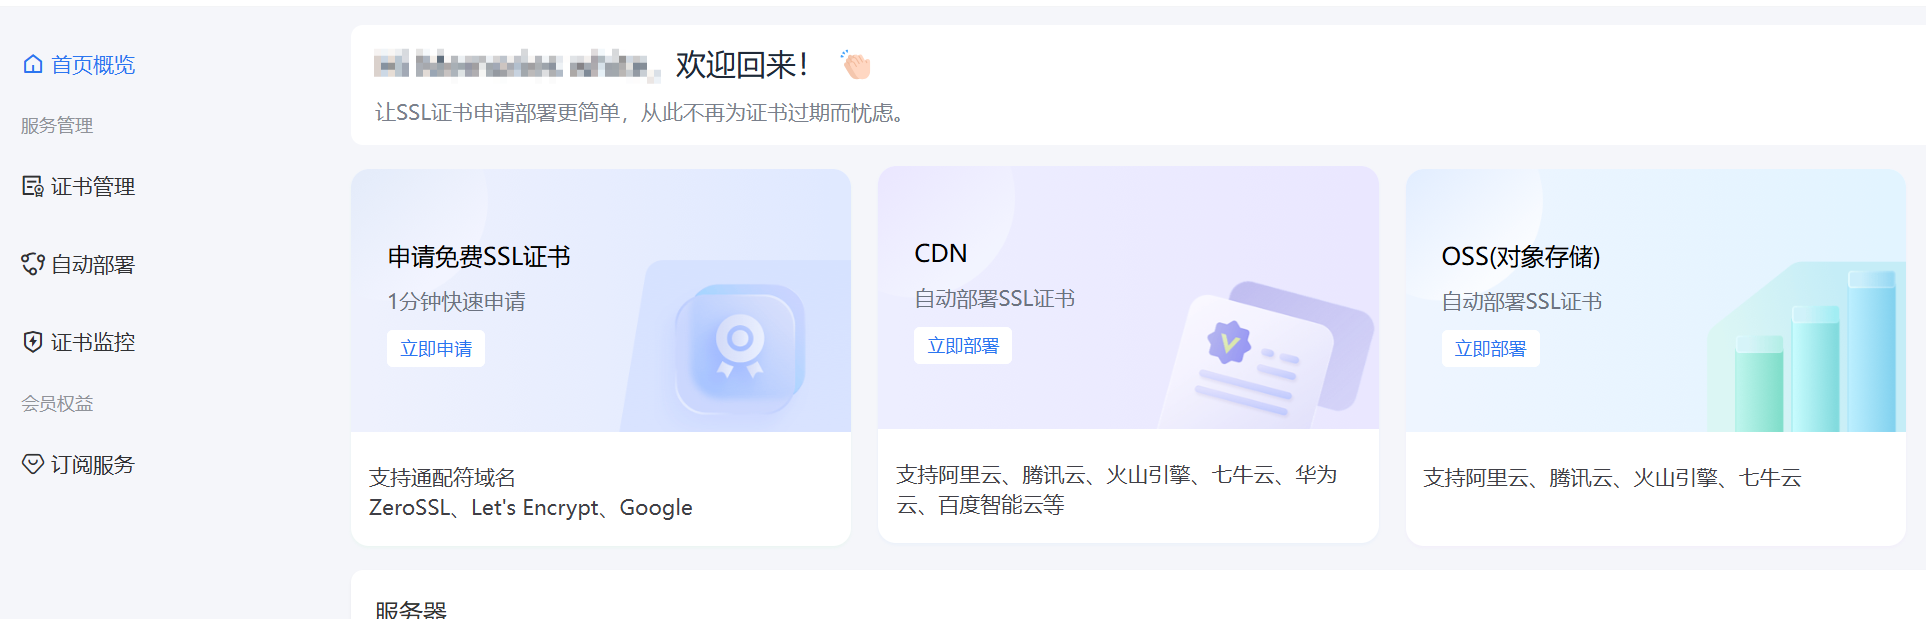 首页概览
服务管理
证书管理
自动部署
证书监控
会员权益
订阅服务
欢迎回来！
让SSL证书申请部署更简单，从此不再为证书过期而忧虑。
申请免费SSL证书
1分钟快速申请
立即申请
支持通配符域名
ZeroSSL、Let's Encrypt、Google
CDN
自动部署SSL证书
立即部署
支持阿里云、腾讯云、火山引擎、七牛云、华为
云、百度智能云等
OSS(对象存储)
自动部署SSL证书
立即部署
支持阿里云、腾讯云、火山引擎、七牛云
服务器